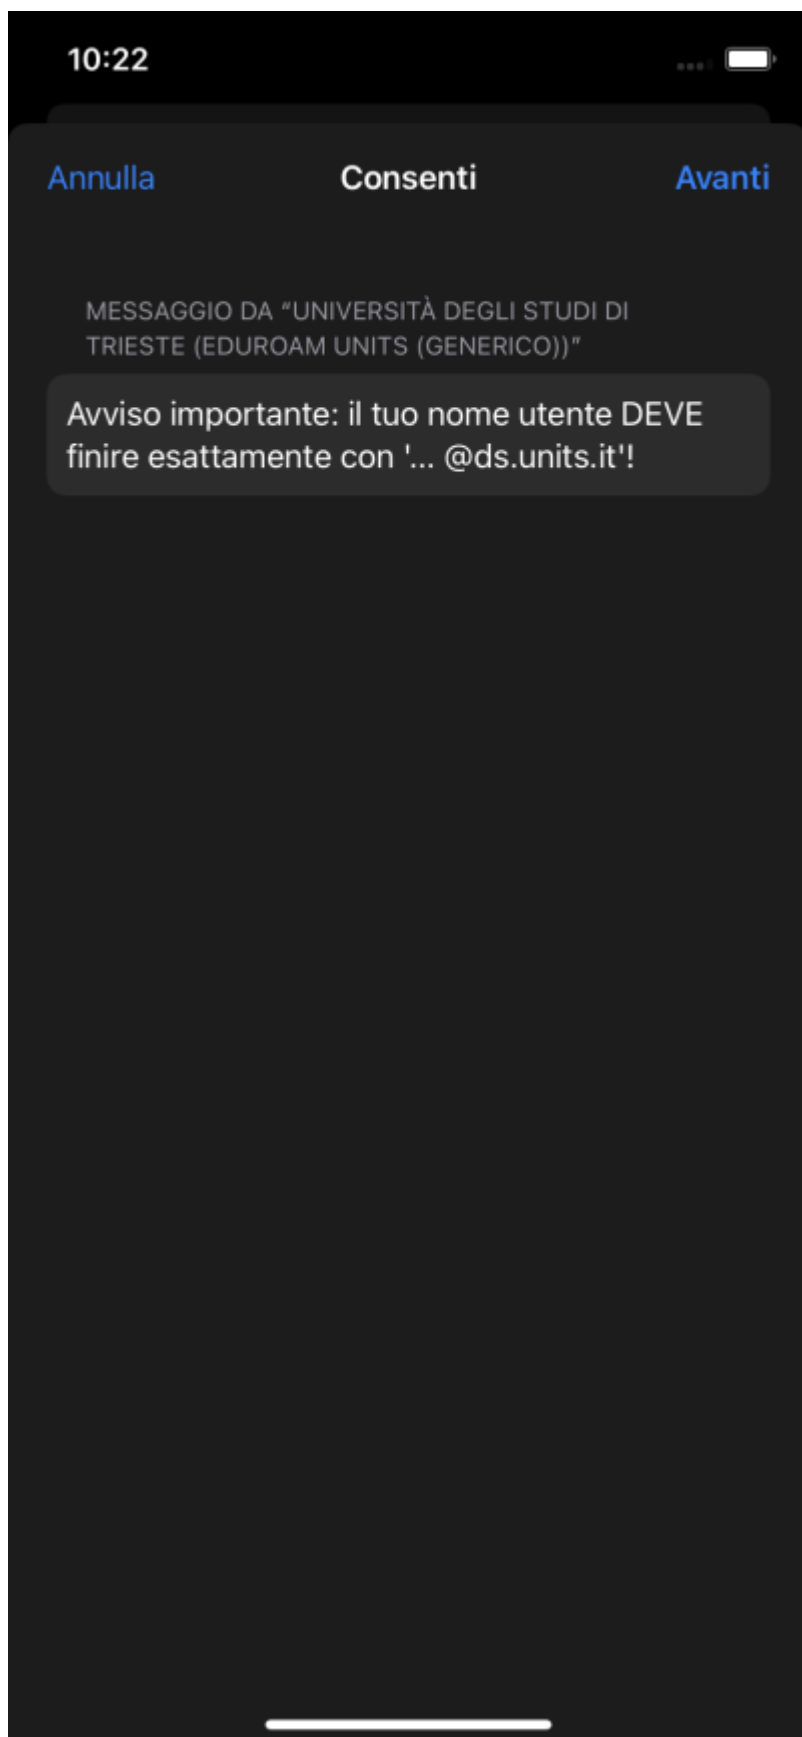 10:22
Annulla Consenti Avanti
MESSAGGIO DA “UNIVERSITÀ DEGLI STUDI DI
TRIESTE (EDUROAM UNITS (GENERICO))”
Avviso importante: il tuo nome utente DEVE
finire esattamente con '... @ds.units.it'!